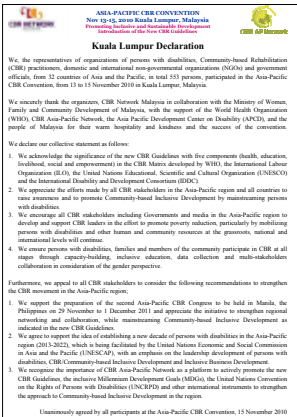 ASIA-PACIFIC CBR CONVENTION
Nov 13-15, 2010 Kuala Lumpur, Malaysia
Promoting Inclusive and Sustainable Development
Introduction of the New CBR Guidelines
Kuala Lumpur Declaration
We, the representatives of organizations of persons with disabilities, Community-based Rehabilitation
(CBR) practitioners, domestic and international non-governmental organizations (NGOs) and government
officials, from 32 countries of Asia and the Pacific, in total 553 persons, participated in the Asia-Pacific
CBR Convention, from 13 to 15 November 2010 in Kuala Lumpur, Malaysia.
We sincerely thank the organizers, CBR Network Malaysia in collaboration with the Ministry of Women,
Family and Community Development of Malaysia, with the support of the World Health Organization
(WHO), CBR Asia-Pacific Network, the Asia Pacific Development Center on Disability (APCD), and the
people of Malaysia for their warm hospitality and kindness and the success of the convention.
We declare our collective statement as follows:
1. We acknowledge the significance of the new CBR Guidelines with five components (health, education,
livelihood, social and empowerment) in the CBR Matrix developed by WHO, the International Labour
Organization (ILO), the United Nations Educational, Scientific and Cultural Organization (UNESCO)
and the International Disability and Development Consortium (IDDC).
2. We appreciate the efforts made by all CBR stakeholders in the Asia-Pacific region and all countries to
raise awareness and to promote Community-based Inclusive Development by mainstreaming persons
with disabilities.
3. We encourage all CBR stakeholders including Governments and media in the Asia-Pacific region to
develop and support CBR leaders in the effort to promote poverty reduction, particularly by mobilizing
persons with disabilities and other human and community resources at the grassroots, national and
international levels will continue.
4. We ensure persons with disabilities, families and members of the community participate in CBR at all
stages through capacity-building, inclusive education, data collection and multi-stakeholders
collaboration in consideration of the gender perspective.
Furthermore, we appeal to all CBR stakeholders to consider the following recommendations to strengthen
the CBR movement in the Asia-Pacific region;
1. We support the preparation of the second Asia-Pacific CBR Congress to be held in Manila, the
Philippines on 29 November to 1 December 2011 and appreciate the initiative to strengthen regional
networking and collaboration, while mainstreaming Community-based Inclusive Development as
indicated in the new CBR Guidelines.
2. We agree to support the idea of establishing a new decade of persons with disabilities in the Asia-Pacific
region (2013-2022), which is being facilitated by the United Nations Economic and Social Commission
in Asia and the Pacific (UNESCAP), with an emphasis on the leadership development of persons with
disabilities, CBR/Community-based Inclusive Development and Inclusive Business Development.
3. We recognize the importance of CBR Asia-Pacific Network as a platform to actively promoting the new
CBR Guidelines, the inclusive Millennium Development Goals (MDGs), the United Nations Convention
on the Rights of Persons with Disabilities (UNCRPD) and other international instruments to strengthen
the approach to Community-based Inclusive Development in the region.
Unanimously agreed by all participants at the Asia-Pacific CBR Convention, 15 November 2010